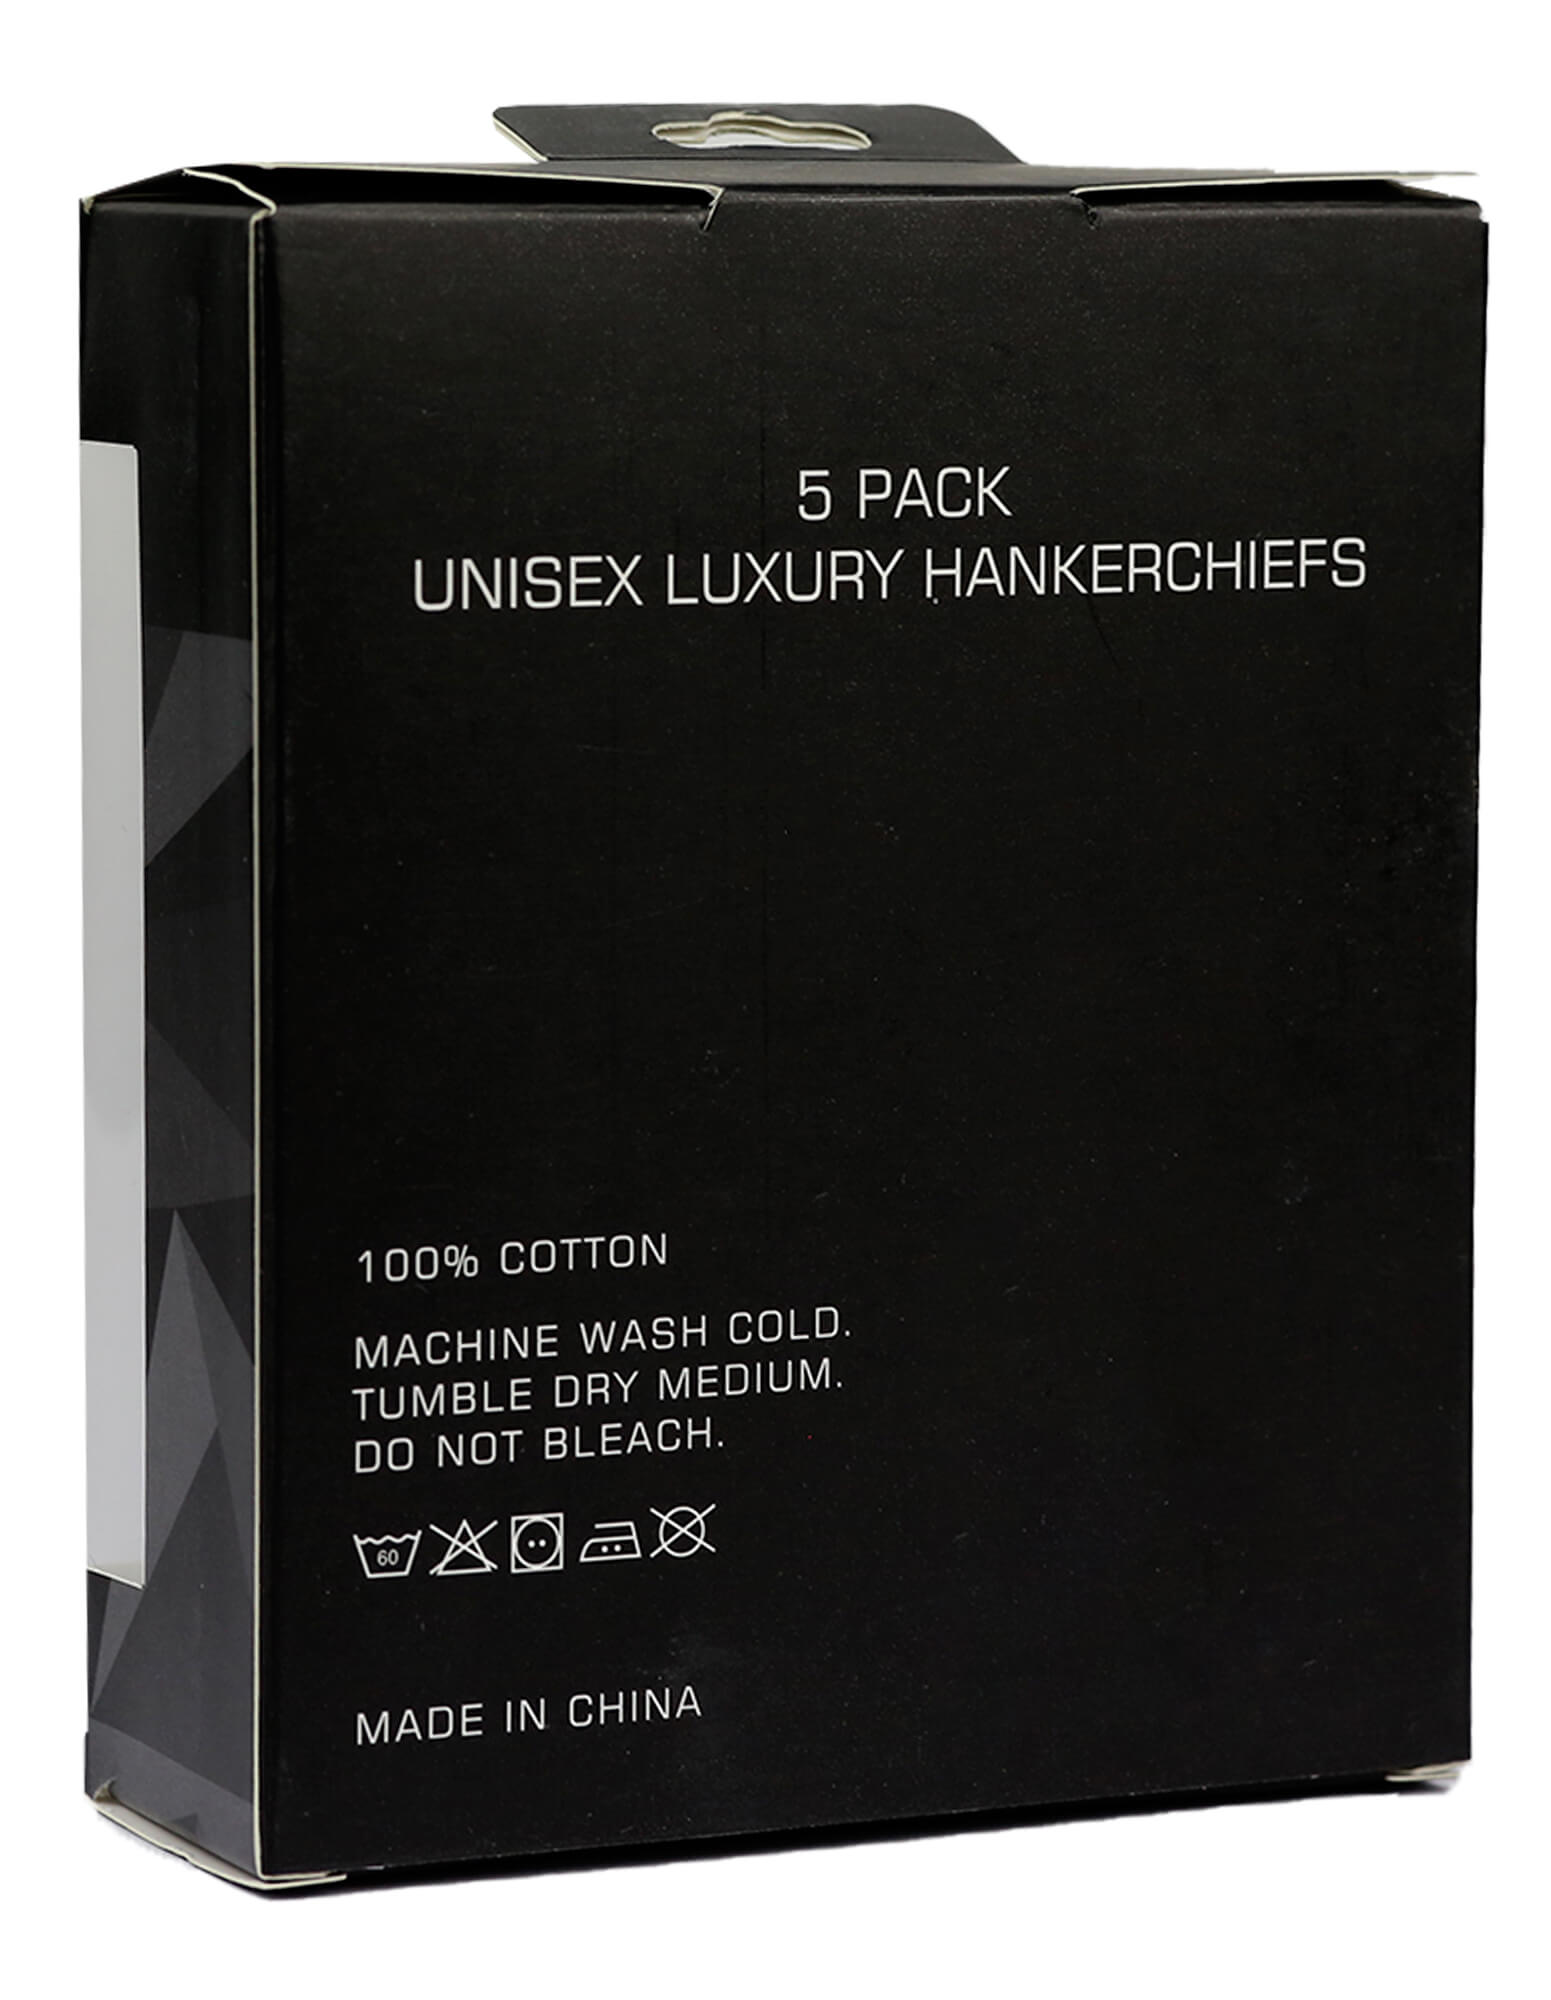 5 PACK
UNISEX LUXURY HANKERCHIEFS
100% COTTON
MACHINE WASH COLD.
TUMBLE DRY MEDIUM.
DO NOT BLEACH.
60
MADE IN CHINA